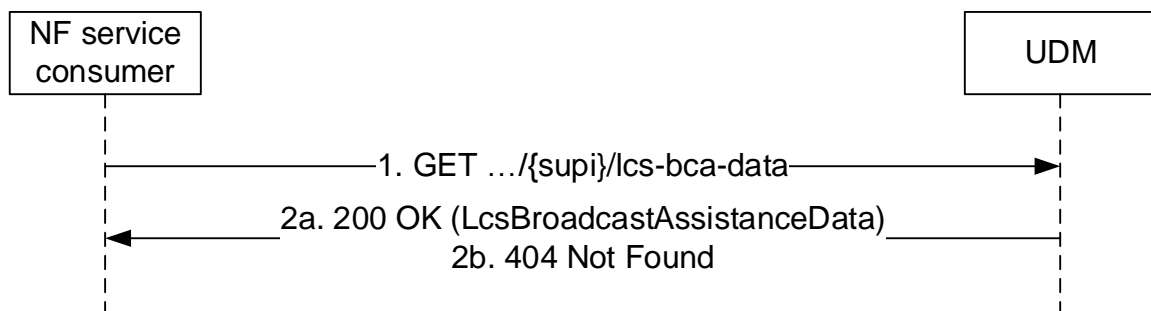 NF service
consumer
UDM
1. GET …/{supi}/lcs-bca-data
2a. 200 OK (LcsBroadcastAssistanceData)
2b. 404 Not Found